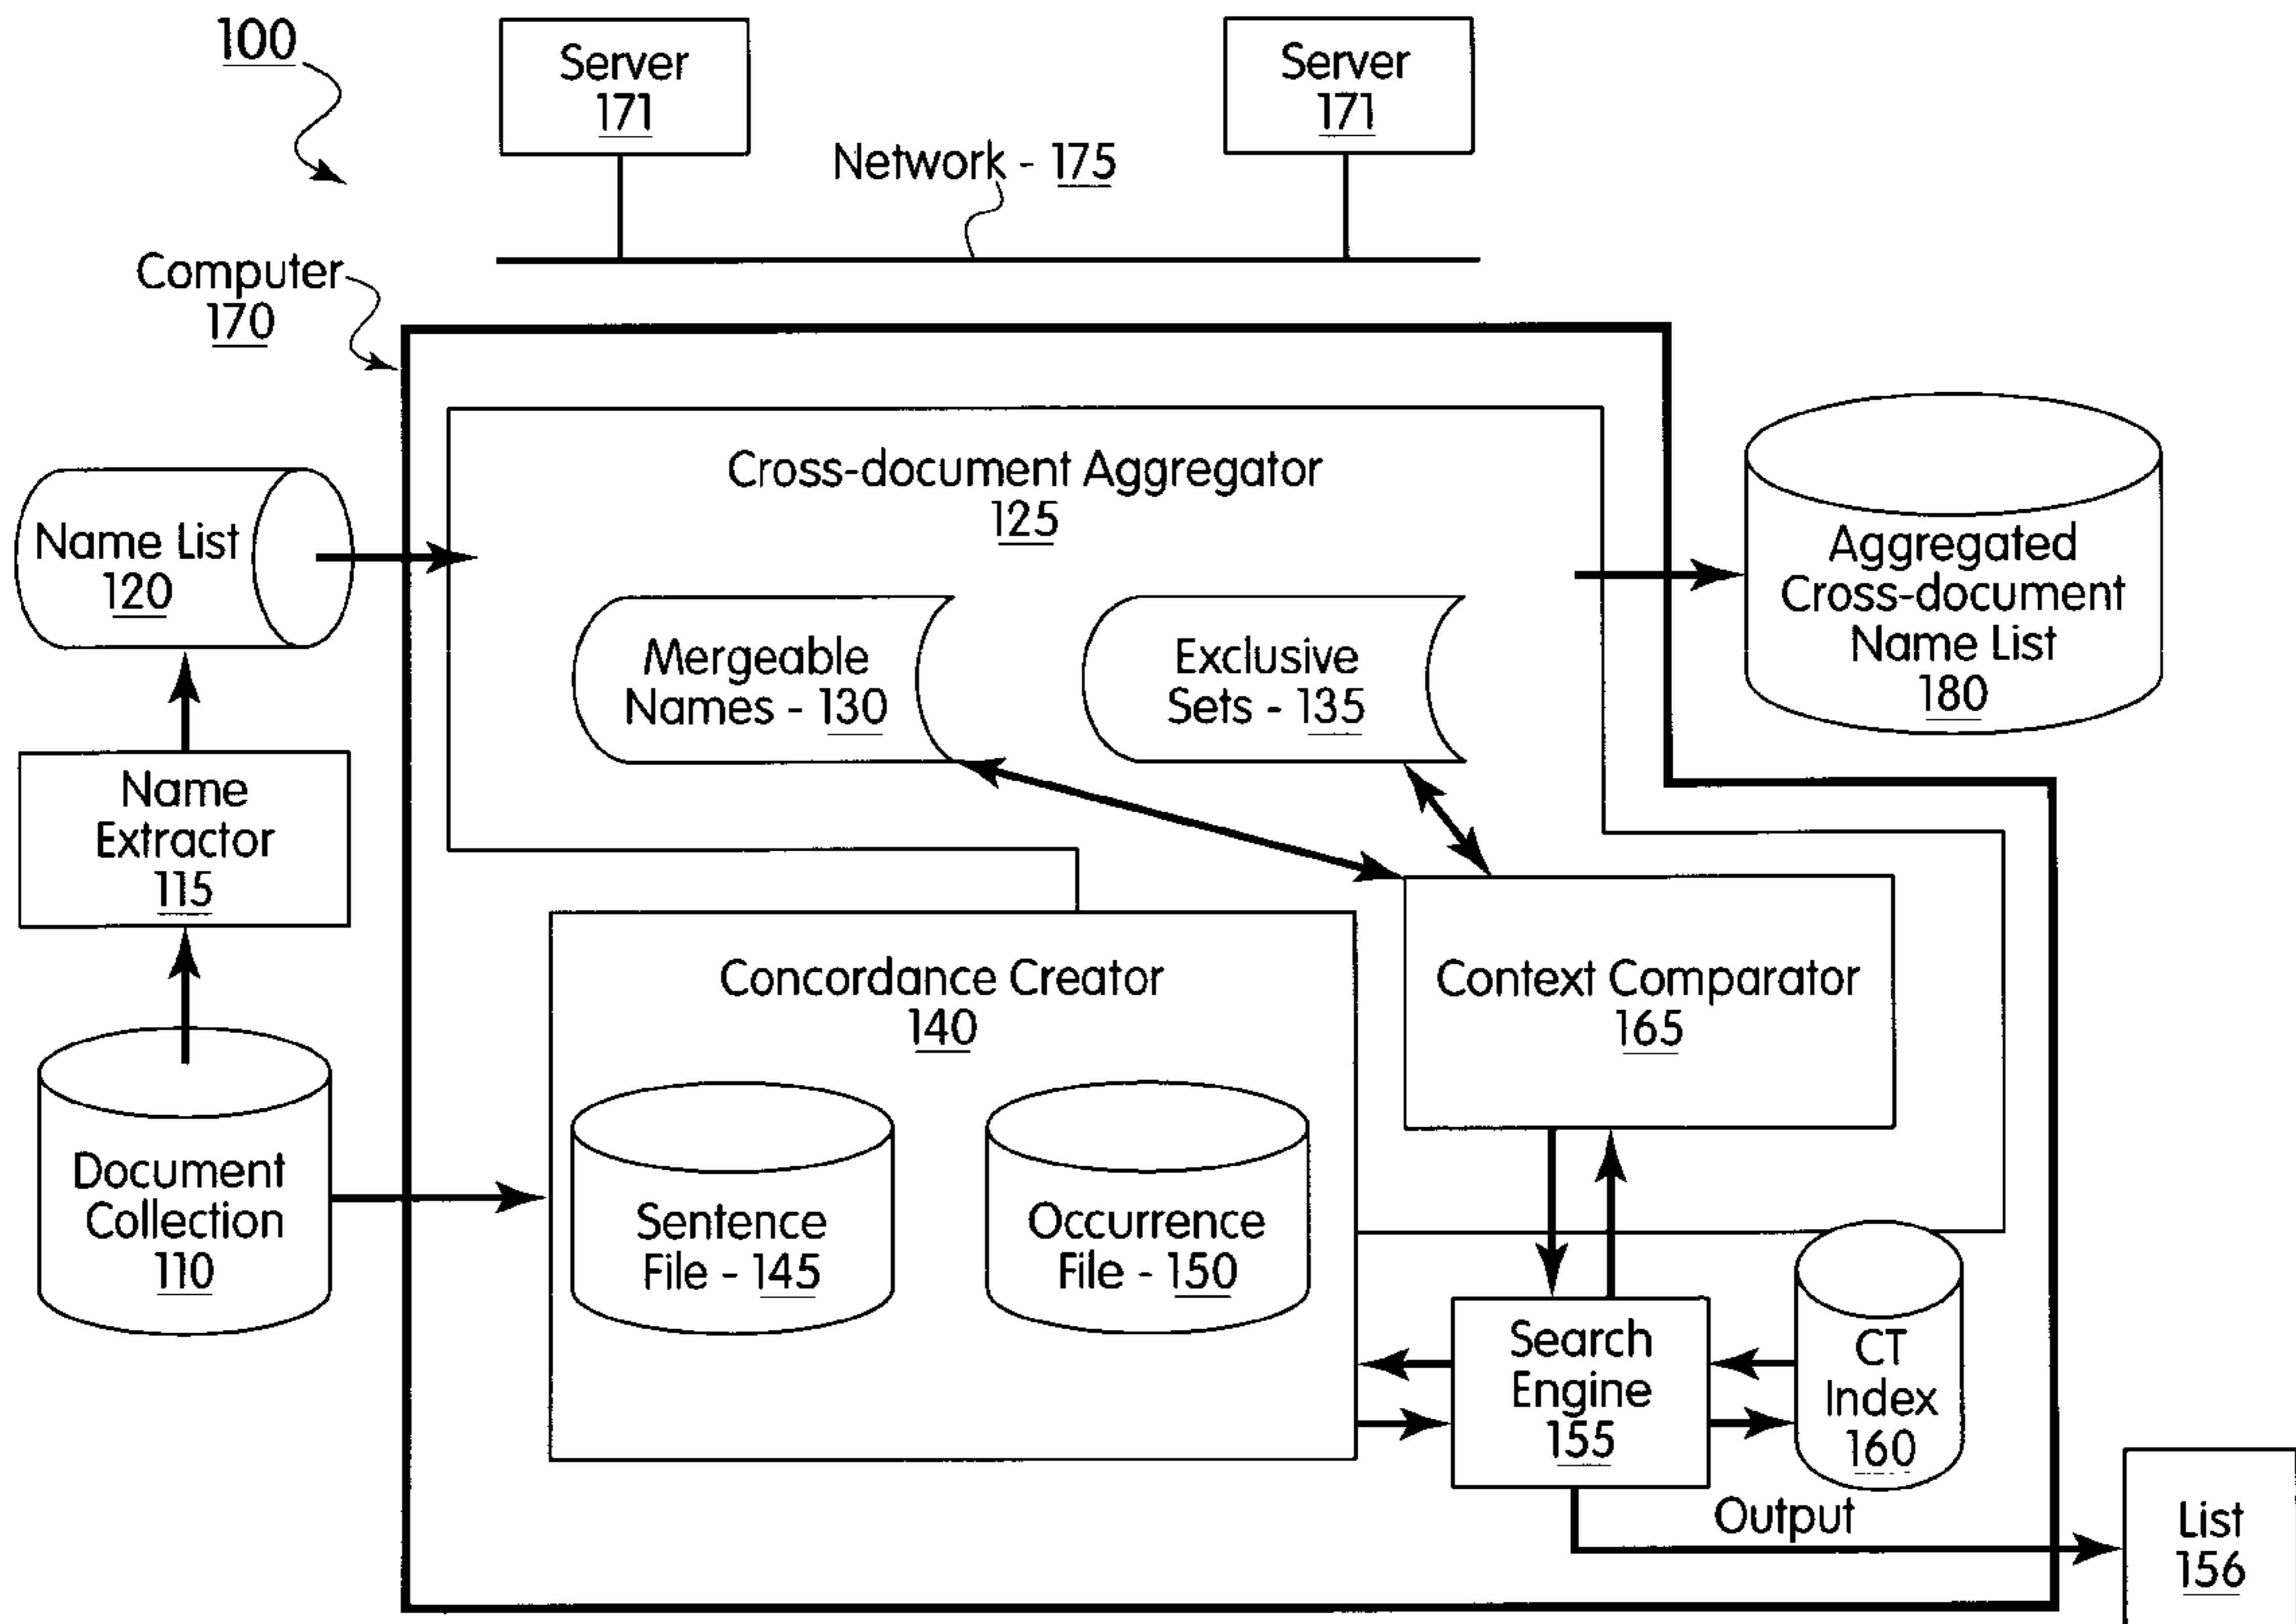 100
Server
171
Server
171
Network - 175
Computer
170
Cross-document Aggregator
125
Name List
120
Aggregated
Cross-document
Name List
180
Mergeable
Names - 130
Exclusive
Sets - 135
Name
Extractor
115
Concordance Creator
140
Context Comparator
165
Document
Collection
110
Sentence
File - 145
Occurrence
File - 150
Search
Engine
155
CT
Index
160
Output
List
156